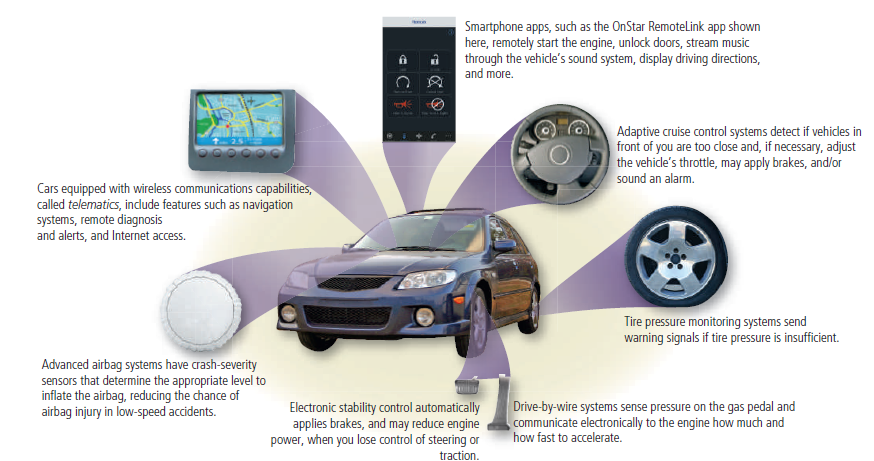 Smartphone apps, such as the OnStar RemoteLink app shown
here, remotely start the engine, unlock doors, stream music
through the vehicle's sound system, display driving directions,
and more.
2.5
Adaptive cruise control systems detect if vehicles in
front of you are too close and, if necessary, adjust
the vehicle's throttle, may apply brakes, and/or
sound an alarm.
Cars equipped with wireless communications capabilities,
called telematics, include features such as navigation
systems, remote diagnosis
and alerts, and Internet access.
Tire pressure monitoring systems send
warning signals if tire pressure is insufficient.
Advanced airbag systems have crash-severity
sensors that determine the appropriate level to
inflate the airbag, reducing the chance of
airbag injury in low-speed accidents.
Electronic stability control automatically
applies brakes, and may reduce engine
power, when you lose control of steering or
traction.
Drive-by-wire systems sense pressure on the gas pedal and
communicate electronically to the engine how much and
how fast to accelerate.